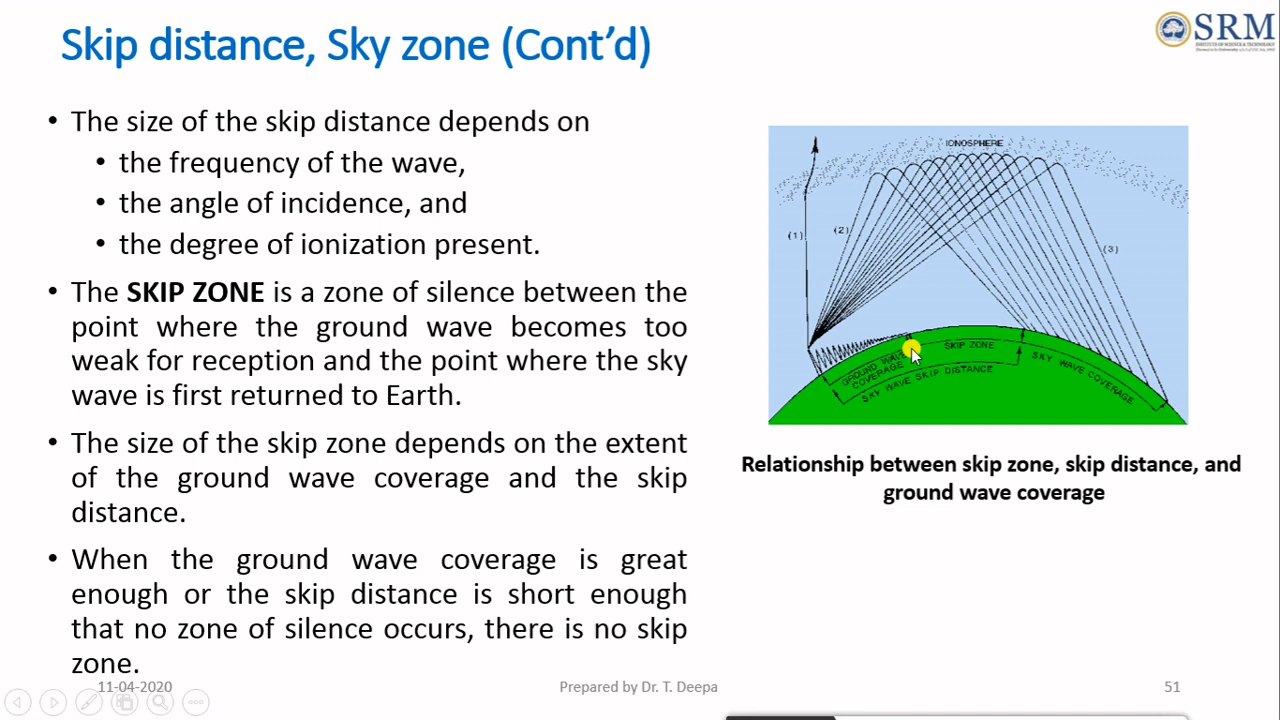 Skip distance, Sky zone (Cont'd)
SRM
INSTITUTE OF SCIENCE & TECHNOLOGY
• The size of the skip distance depends on
• the frequency of the wave,
• the angle of incidence, and
• the degree of ionization present.
• The SKIP ZONE is a zone of silence between the
point where the ground wave becomes too
weak for reception and the point where the sky
wave is first returned to Earth.
• The size of the skip zone depends on the extent
of the ground wave coverage and the skip
distance.
• When the ground wave coverage is great
enough or the skip distance is short enough
that no zone of silence occurs, there is no skip
zone.
IONOSPHERE
(1)
(2)
(3)
GROUND WAVE
COVERAGE
SKIP ZONE
SKY WAVE SKIP DISTANCE
SKY WAVE COVERAGE
Relationship between skip zone, skip distance, and
ground wave coverage
11-04-2020
Prepared by Dr. T. Deepa
51